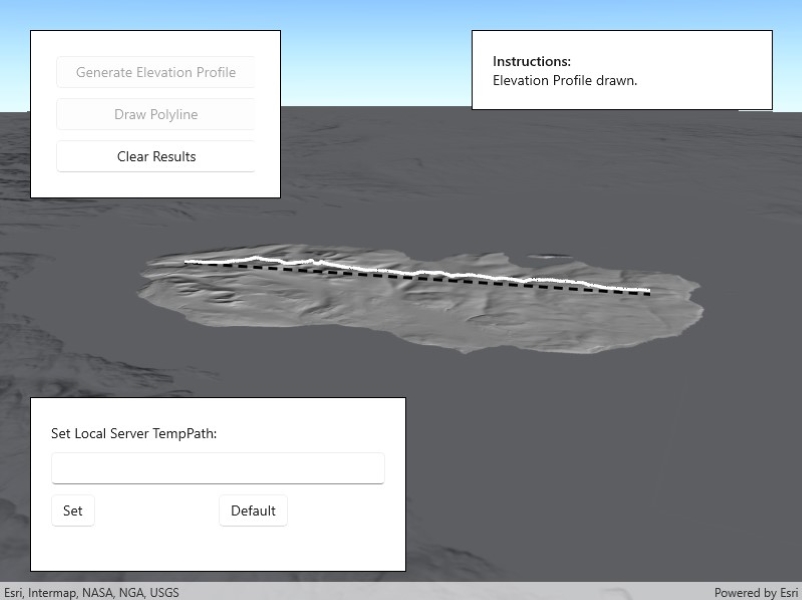 Generate Elevation Profile
Draw Polyline
Clear Results
Instructions:
Elevation Profile drawn.
Set Local Server TempPath:
Set
Default
Esri, Intermap, NASA, NGA, USGS
Powered by Esri